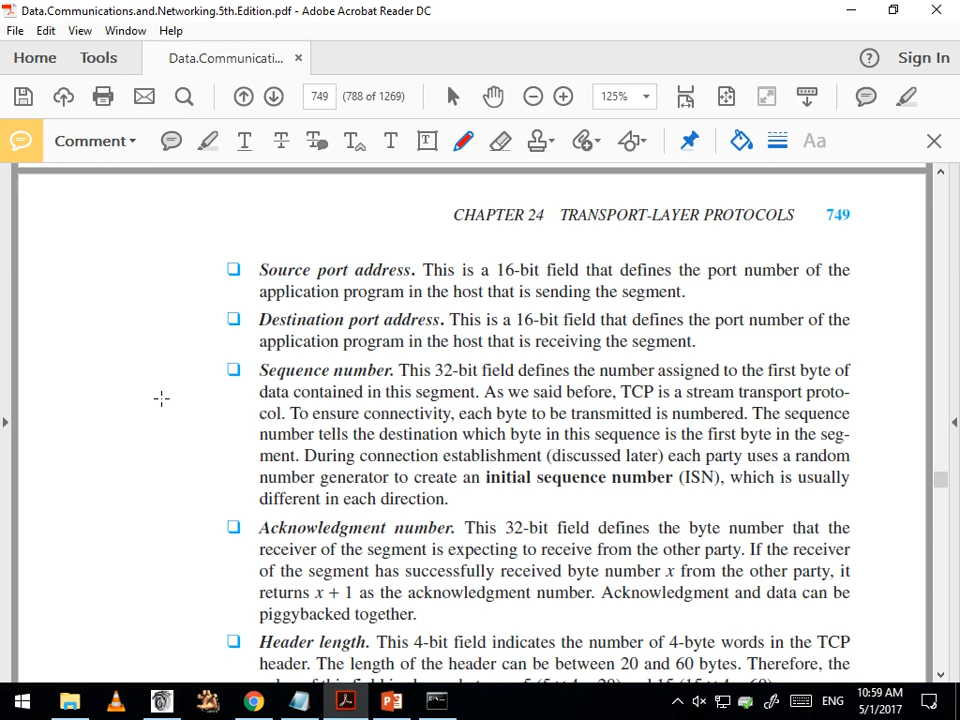 Data.Communications.and.Networking.5th.Edition.pdf - Adobe Acrobat Reader DC
File Edit View Window Help
Home Tools Data.Communicati... × Sign In
749 (788 of 1269) 125%
Comment Aa
CHAPTER 24 TRANSPORT-LAYER PROTOCOLS 749
Source port address. This is a 16-bit field that defines the port number of the
application program in the host that is sending the segment.
Destination port address. This is a 16-bit field that defines the port number of the
application program in the host that is receiving the segment.
Sequence number. This 32-bit field defines the number assigned to the first byte of
data contained in this segment. As we said before, TCP is a stream transport proto-
col. To ensure connectivity, each byte to be transmitted is numbered. The sequence
number tells the destination which byte in this sequence is the first byte in the seg-
ment. During connection establishment (discussed later) each party uses a random
number generator to create an initial sequence number (ISN), which is usually
different in each direction.
Acknowledgment number. This 32-bit field defines the byte number that the
receiver of the segment is expecting to receive from the other party. If the receiver
of the segment has successfully received byte number x from the other party, it
returns x + 1 as the acknowledgment number. Acknowledgment and data can be
piggybacked together.
Header length. This 4-bit field indicates the number of 4-byte words in the TCP
header. The length of the header can be between 20 and 60 bytes. Therefore, the
ENG 10:59 AM
5/1/2017